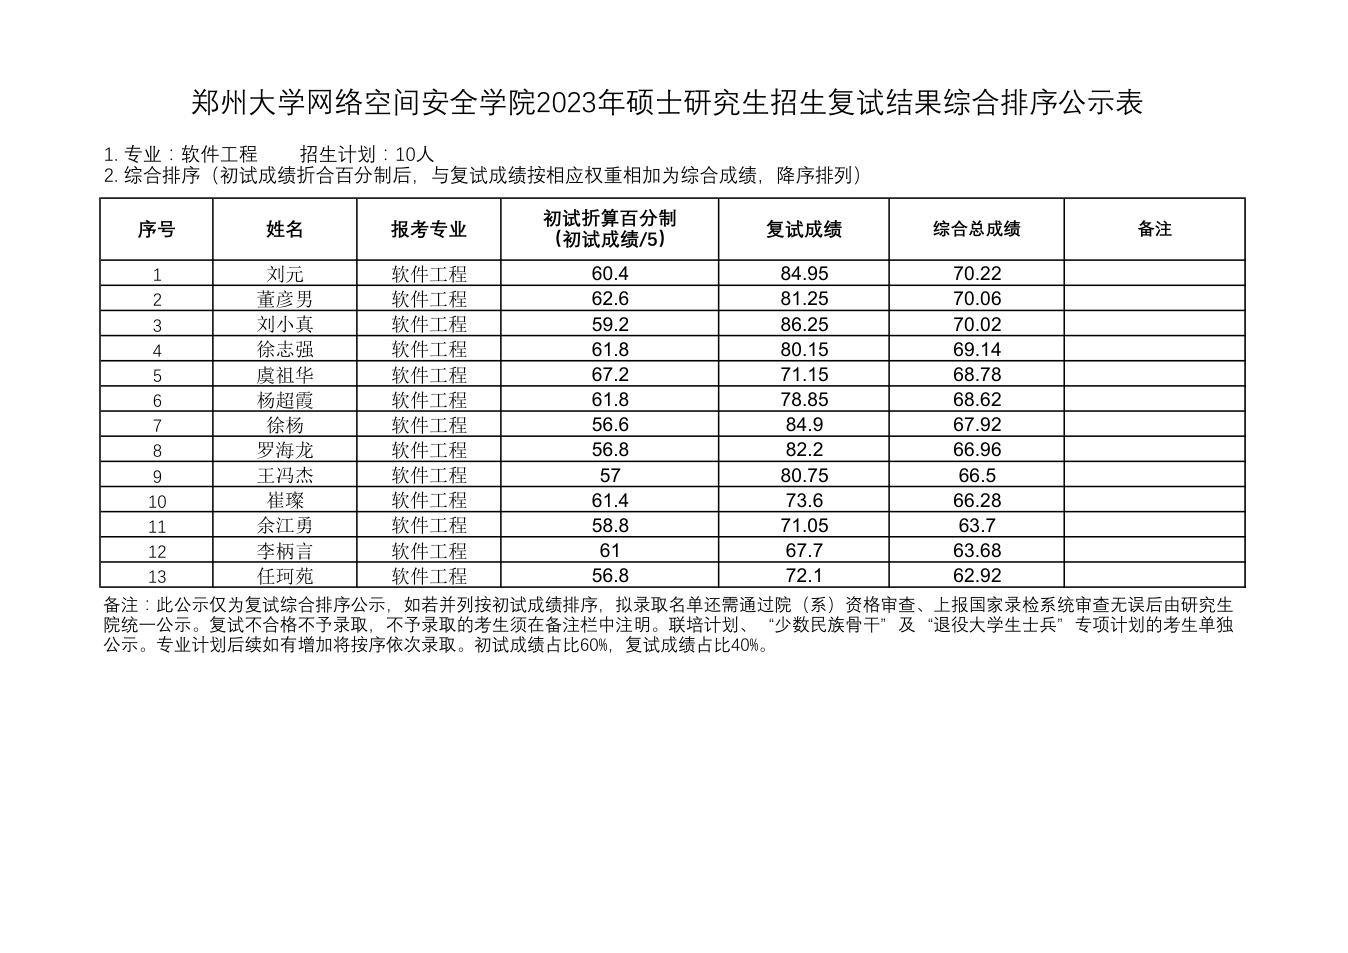 郑州大学网络空间安全学院2023年硕士研究生招生复试结果综合排序公示表
1. 专业：软件工程 招生计划：10人
2. 综合排序（初试成绩折合百分制后，与复试成绩按相应权重相加为综合成绩，降序排列）
序号 姓名 报考专业 初试折算百分制 复试成绩 综合总成绩 备注
（初试成绩/5）
1 刘元 软件工程 60.4 84.95 70.22
2 董彦男 软件工程 62.6 81.25 70.06
3 刘小真 软件工程 59.2 86.25 70.02
4 徐志强 软件工程 61.8 80.15 69.14
5 虞祖华 软件工程 67.2 71.15 68.78
6 杨超霞 软件工程 61.8 78.85 68.62
7 徐杨 软件工程 56.6 84.9 67.92
8 罗海龙 软件工程 56.8 82.2 66.96
9 王冯杰 软件工程 57 80.75 66.5
10 崔璨 软件工程 61.4 73.6 66.28
11 余江勇 软件工程 58.8 71.05 63.7
12 李柄言 软件工程 61 67.7 63.68
13 任珂苑 软件工程 56.8 72.1 62.92
备注：此公示仅为复试综合排序公示，如若并列按初试成绩排序，拟录取名单还需通过院（系）资格审查、上报国家录检系统审查无误后由研究生
院统一公示。复试不合格不予录取，不予录取的考生须在备注栏中注明。联培计划、“少数民族骨干”及“退役大学生士兵”专项计划的考生单独
公示。专业计划后续如有增加将按序依次录取。初试成绩占比60%，复试成绩占比40%。